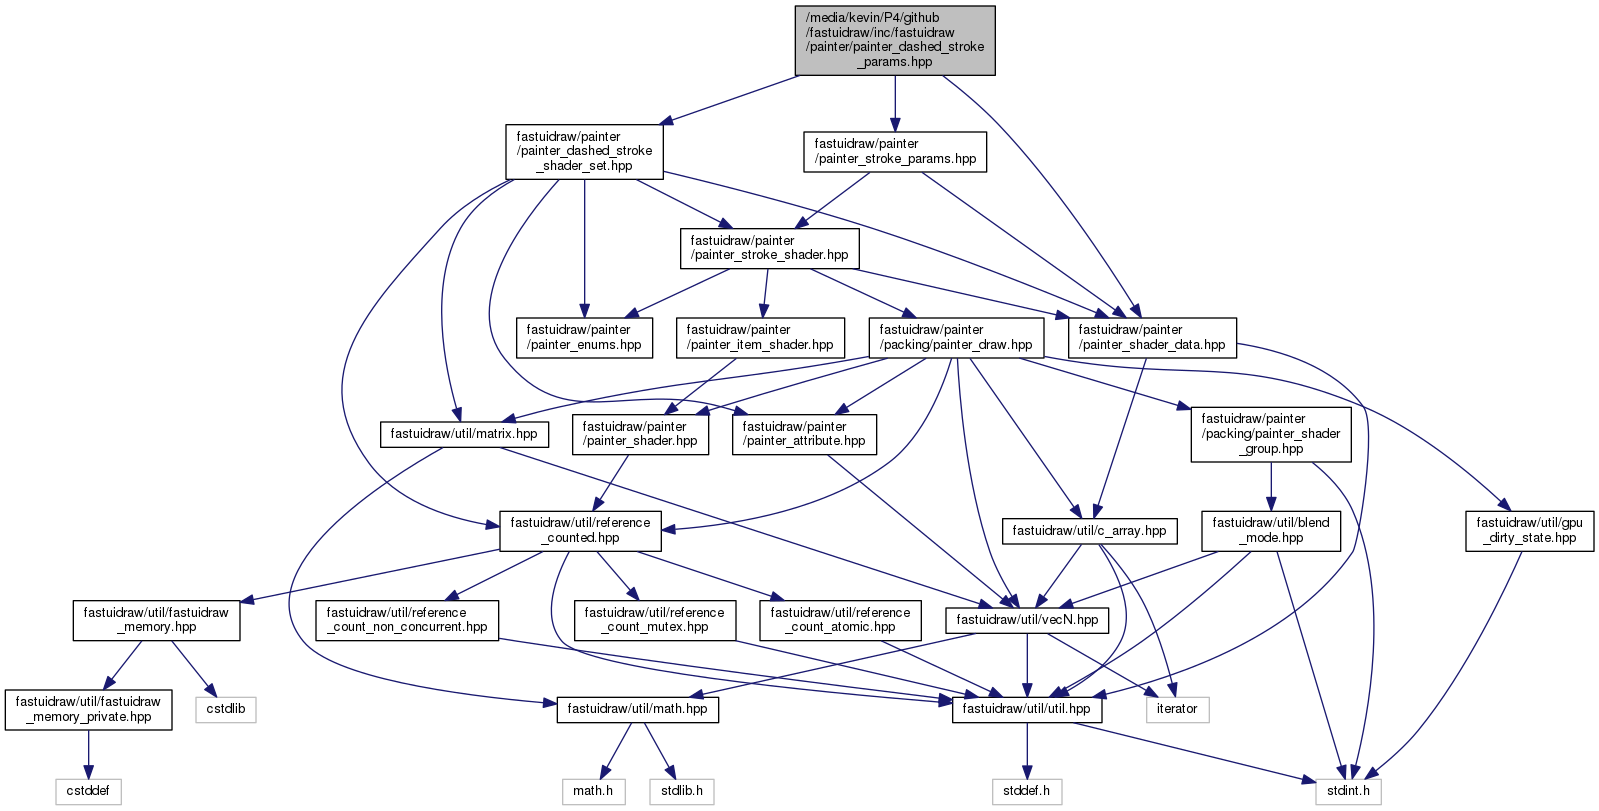 /media/kevin/P4/github
/fastuidraw/inc/fastuidraw
/painter/painter_dashed_stroke
_params.hpp
fastuidraw/painter
/painter_dashed_stroke
_shader_set.hpp
fastuidraw/painter
/painter_stroke_params.hpp
fastuidraw/painter
/painter_stroke_shader.hpp
fastuidraw/painter
/painter_enums.hpp
fastuidraw/painter
/painter_item_shader.hpp
fastuidraw/painter
/packing/painter_draw.hpp
fastuidraw/painter
/painter_shader_data.hpp
fastuidraw/util/matrix.hpp
fastuidraw/painter
/painter_shader.hpp
fastuidraw/painter
/painter_attribute.hpp
fastuidraw/painter
/packing/painter_shader
_group.hpp
fastuidraw/util/reference
_counted.hpp
fastuidraw/util/c_array.hpp
fastuidraw/util/blend
_mode.hpp
fastuidraw/util/gpu
_dirty_state.hpp
fastuidraw/util/fastuidraw
_memory.hpp
fastuidraw/util/reference
_count_non_concurrent.hpp
fastuidraw/util/reference
_count_mutex.hpp
fastuidraw/util/reference
_count_atomic.hpp
fastuidraw/util/vecN.hpp
fastuidraw/util/fastuidraw
_memory_private.hpp
cstdlib
fastuidraw/util/math.hpp
fastuidraw/util/util.hpp
iterator
cstddef
math.h
stdlib.h
stddef.h
stdint.h